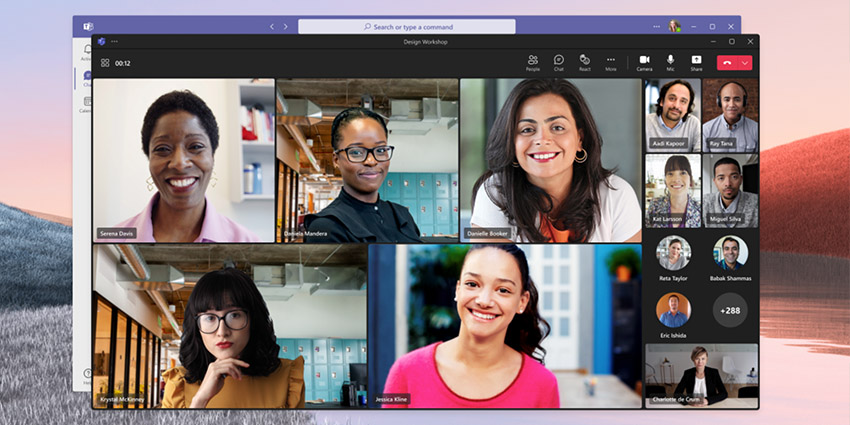 Search or type a command
Design Workshop
00:12
People
Chat
React
More
Camera
Mic
Share
Serena Davis
Daniela Mandera
Danielle Booker
Aadi Kapoor
Ray Tana
Kat Larsson
Miguel Silva
Reta Taylor
Babak Shammas
Eric Ishida
+288
Krystal McKinney
Jessica Kline
Charlotte de Crum